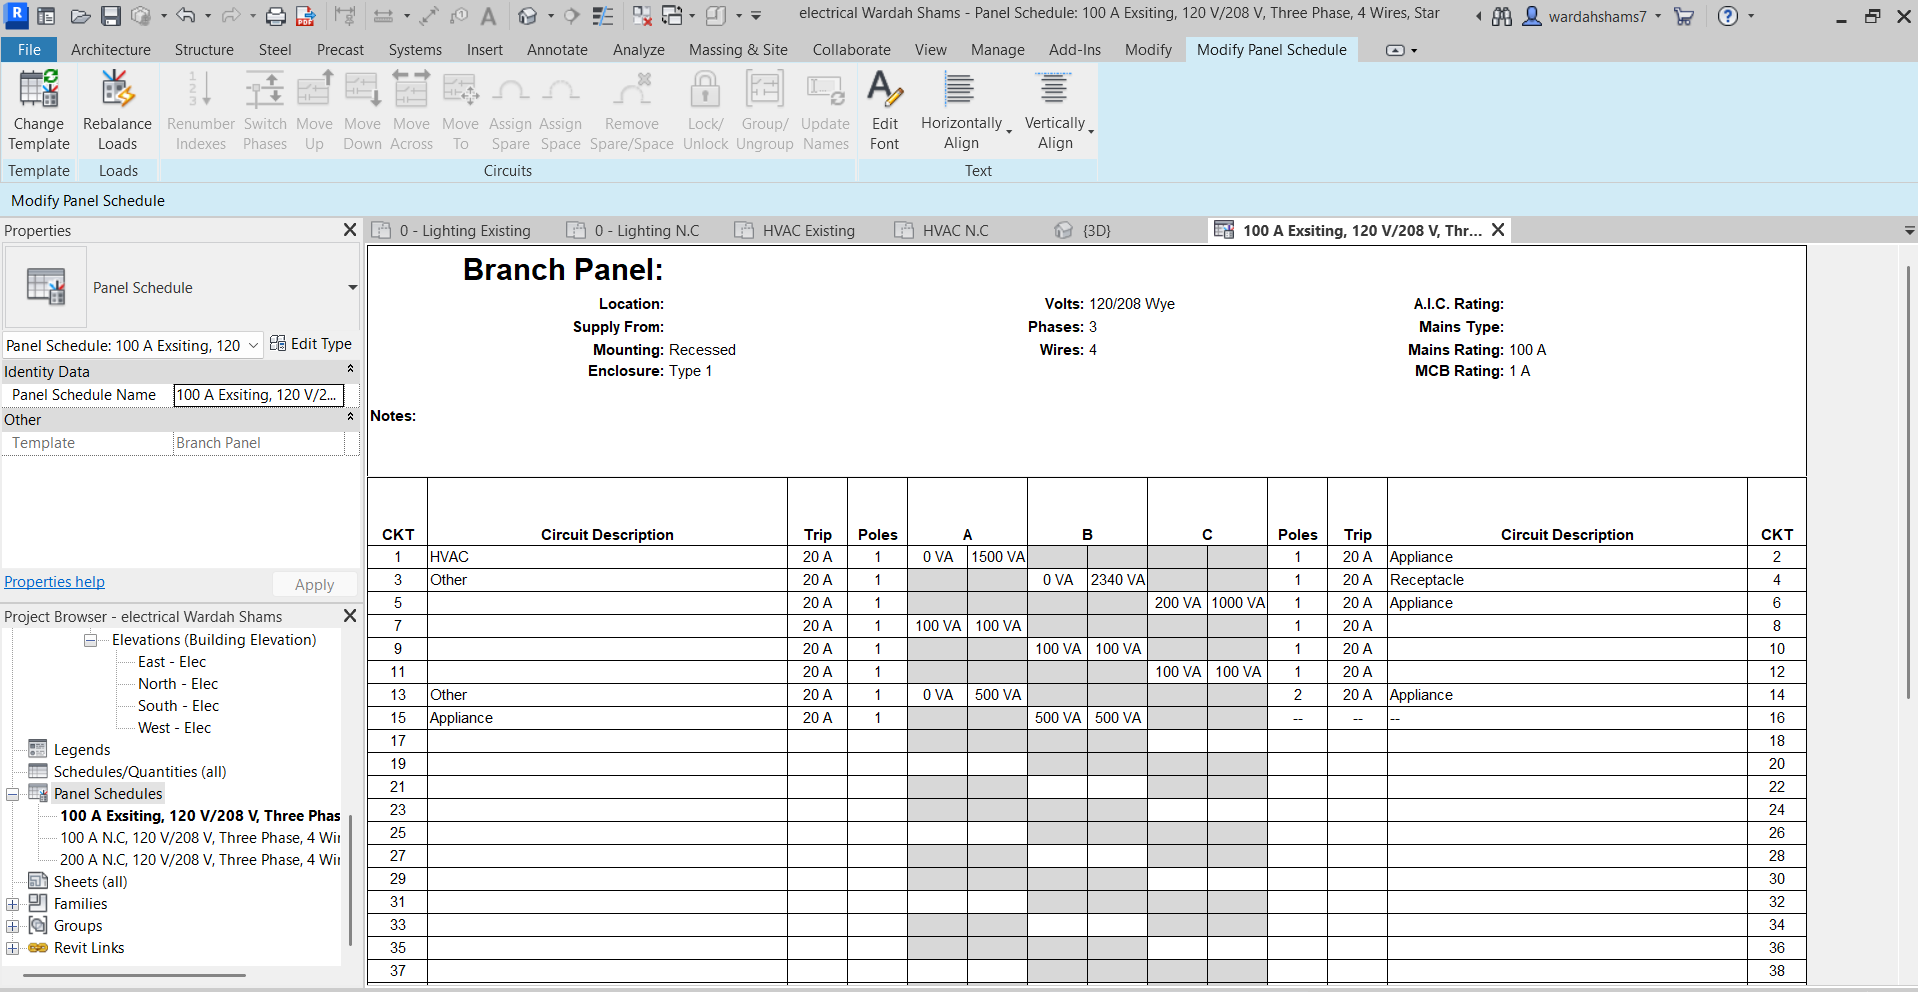 electrical Wardah Shams - Panel Schedule: 100 A Exsiting, 120 V/208 V, Three Phase, 4 Wires, Star
wardahshams7
File Architecture Structure Steel Precast Systems Insert Annotate Analyze Massing & Site Collaborate View Manage Add-Ins Modify Modify Panel Schedule
Change Template
Rebalance Loads
Renumber Indexes
Switch Phases
Move Up
Move Down
Move Across
Move To
Assign Spare
Assign Space
Remove Spare/Space
Lock/ Unlock
Group/ Ungroup
Update Names
Edit Font
Horizontally Align
Vertically Align
Template Loads Circuits Text
Modify Panel Schedule
Properties
Panel Schedule
Panel Schedule: 100 A Exsiting, 120
Edit Type
Identity Data
Panel Schedule Name 100 A Exsiting, 120 V/2...
Other
Template Branch Panel
Properties help
Apply
Project Browser - electrical Wardah Shams
Elevations (Building Elevation)
East - Elec
North - Elec
South - Elec
West - Elec
Legends
Schedules/Quantities (all)
Panel Schedules
100 A Exsiting, 120 V/208 V, Three Phas
100 A N.C, 120 V/208 V, Three Phase, 4 Wir
200 A N.C, 120 V/208 V, Three Phase, 4 Wir
Sheets (all)
Families
Groups
Revit Links
0 - Lighting Existing
0 - Lighting N.C
HVAC Existing
HVAC N.C
{3D}
100 A Exsiting, 120 V/208 V, Thr...
Branch Panel:
Location: Volts: 120/208 Wye A.I.C. Rating:
Supply From: Phases: 3 Mains Type:
Mounting: Recessed Wires: 4 Mains Rating: 100 A
Enclosure: Type 1 MCB Rating: 1 A
Notes:
CKT Circuit Description Trip Poles A B C Poles Trip Circuit Description CKT
1 HVAC 20 A 1 0 VA 1500 VA 1 20 A Appliance 2
3 Other 20 A 1 0 VA 2340 VA 1 20 A Receptacle 4
5 20 A 1 200 VA 1000 VA 1 20 A Appliance 6
7 20 A 1 100 VA 100 VA 1 20 A 8
9 20 A 1 100 VA 100 VA 1 20 A 10
11 20 A 1 100 VA 100 VA 1 20 A 12
13 Other 20 A 1 0 VA 500 VA 2 20 A Appliance 14
15 Appliance 20 A 1 500 VA 500 VA -- -- -- 16
17 18
19 20
21 22
23 24
25 26
27 28
29 30
31 32
33 34
35 36
37 38